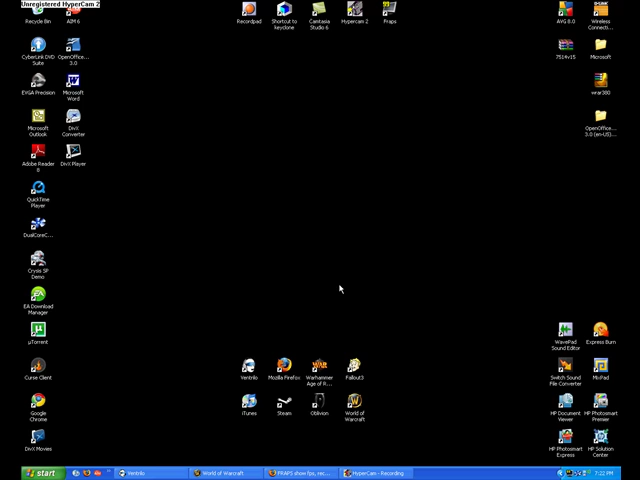 Unregistered HyperCam 2
Recycle Bin
AIM 6
Recordpad
Shortcut to
keyclone
Camtasia
Studio 6
Hypercam 2
Fraps
AVG 8.0
Wireless
Connecti...
CyberLink DVD
Suite
OpenOffice...
3.0
7514v15
Microsoft
EVGA Precision
Microsoft
Word
wrar380
Microsoft
Outlook
DivX
Converter
OpenOffice...
3.0 (en-US)...
Adobe Reader
8
DivX Player
QuickTime
Player
DualCoreC...
Crysis SP
Demo
EA Download
Manager
µTorrent
WavePad
Sound Editor
Express Burn
Curse Client
Ventrilo
Mozilla Firefox
Warhammer
Age of R...
Fallout3
Switch Sound
File Converter
MixPad
Google
Chrome
iTunes
Steam
Oblivion
World of
Warcraft
HP Document
Viewer
HP Photosmart
Premier
DivX Movies
HP Photosmart
Express
HP Solution
Center
start
Ventrilo
World of Warcraft
FRAPS show fps, rec...
HyperCam - Recording
7:22 PM